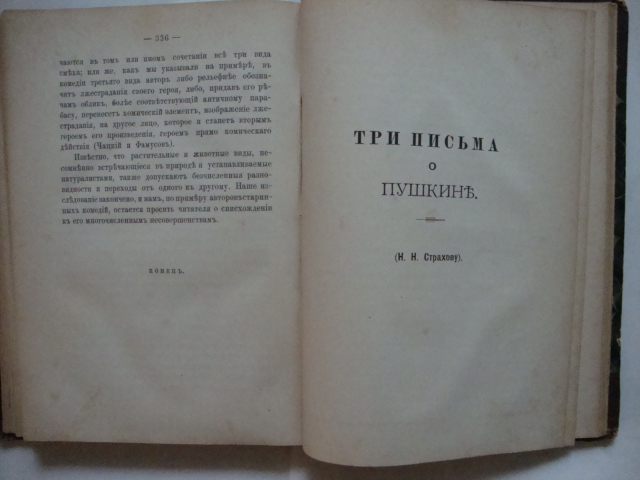 — 336 —
чаются въ томъ или иномъ сочетаніи всѣ три вида
смѣха; или же, какъ мы указывали на примѣрѣ, въ
комедіи третьяго вида авторъ либо рельефнѣе обозна-
читъ лжестраданія своего героя, либо, придавъ его рѣ-
чамъ обликъ, болѣе соотвѣтствующій античному пара-
басу, перенесетъ комическій элементъ, изображеніе лже-
страданія, на другое лицо, которое и станетъ вторымъ
героемъ его произведенія, героемъ прямо комическаго
дѣйствія (Чацкій и Фамусовъ).
Извѣстно, что растительные и животные виды, не-
сомнѣнно встрѣчающіеся въ природѣ и устанавливаемые
натуралистами, также допускаютъ безчисленныя разно-
видности и переходы отъ одного къ другому. Наше из-
слѣдованіе закончено, и намъ, по примѣру авторовъ старин-
ныхъ комедій, остается просить читателя о снисхожденіи
къ его многочисленнымъ несовершенствамъ.
КОНЕЦЪ.
ТРИ ПИСЬМА
О
ПУШКИНѢ.
(Н. Н. Страхову).